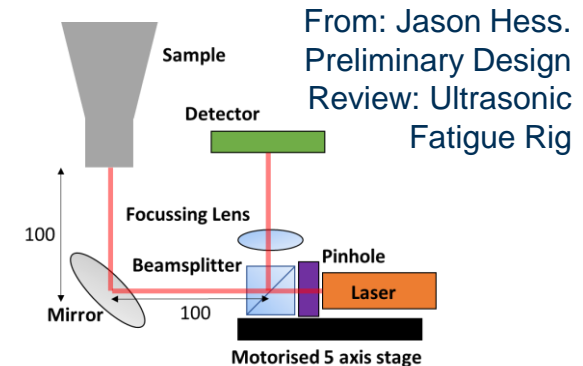 From: Jason Hess.
Preliminary Design
Review: Ultrasonic
Fatigue Rig
Sample
Detector
100
Focussing Lens
Beamsplitter
Pinhole
Laser
Mirror
100
Motorised 5 axis stage